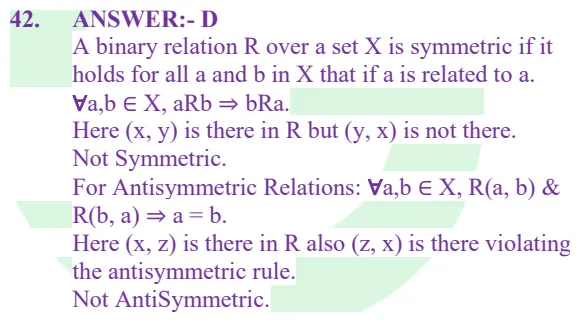 42. ANSWER:- D
A binary relation R over a set X is symmetric if it
holds for all a and b in X that if a is related to a.
∀a,b ∈ X, aRb ⇒ bRa.
Here (x, y) is there in R but (y, x) is not there.
Not Symmetric.
For Antisymmetric Relations: ∀a,b ∈ X, R(a, b) &
R(b, a) ⇒ a = b.
Here (x, z) is there in R also (z, x) is there violating
the antisymmetric rule.
Not AntiSymmetric.